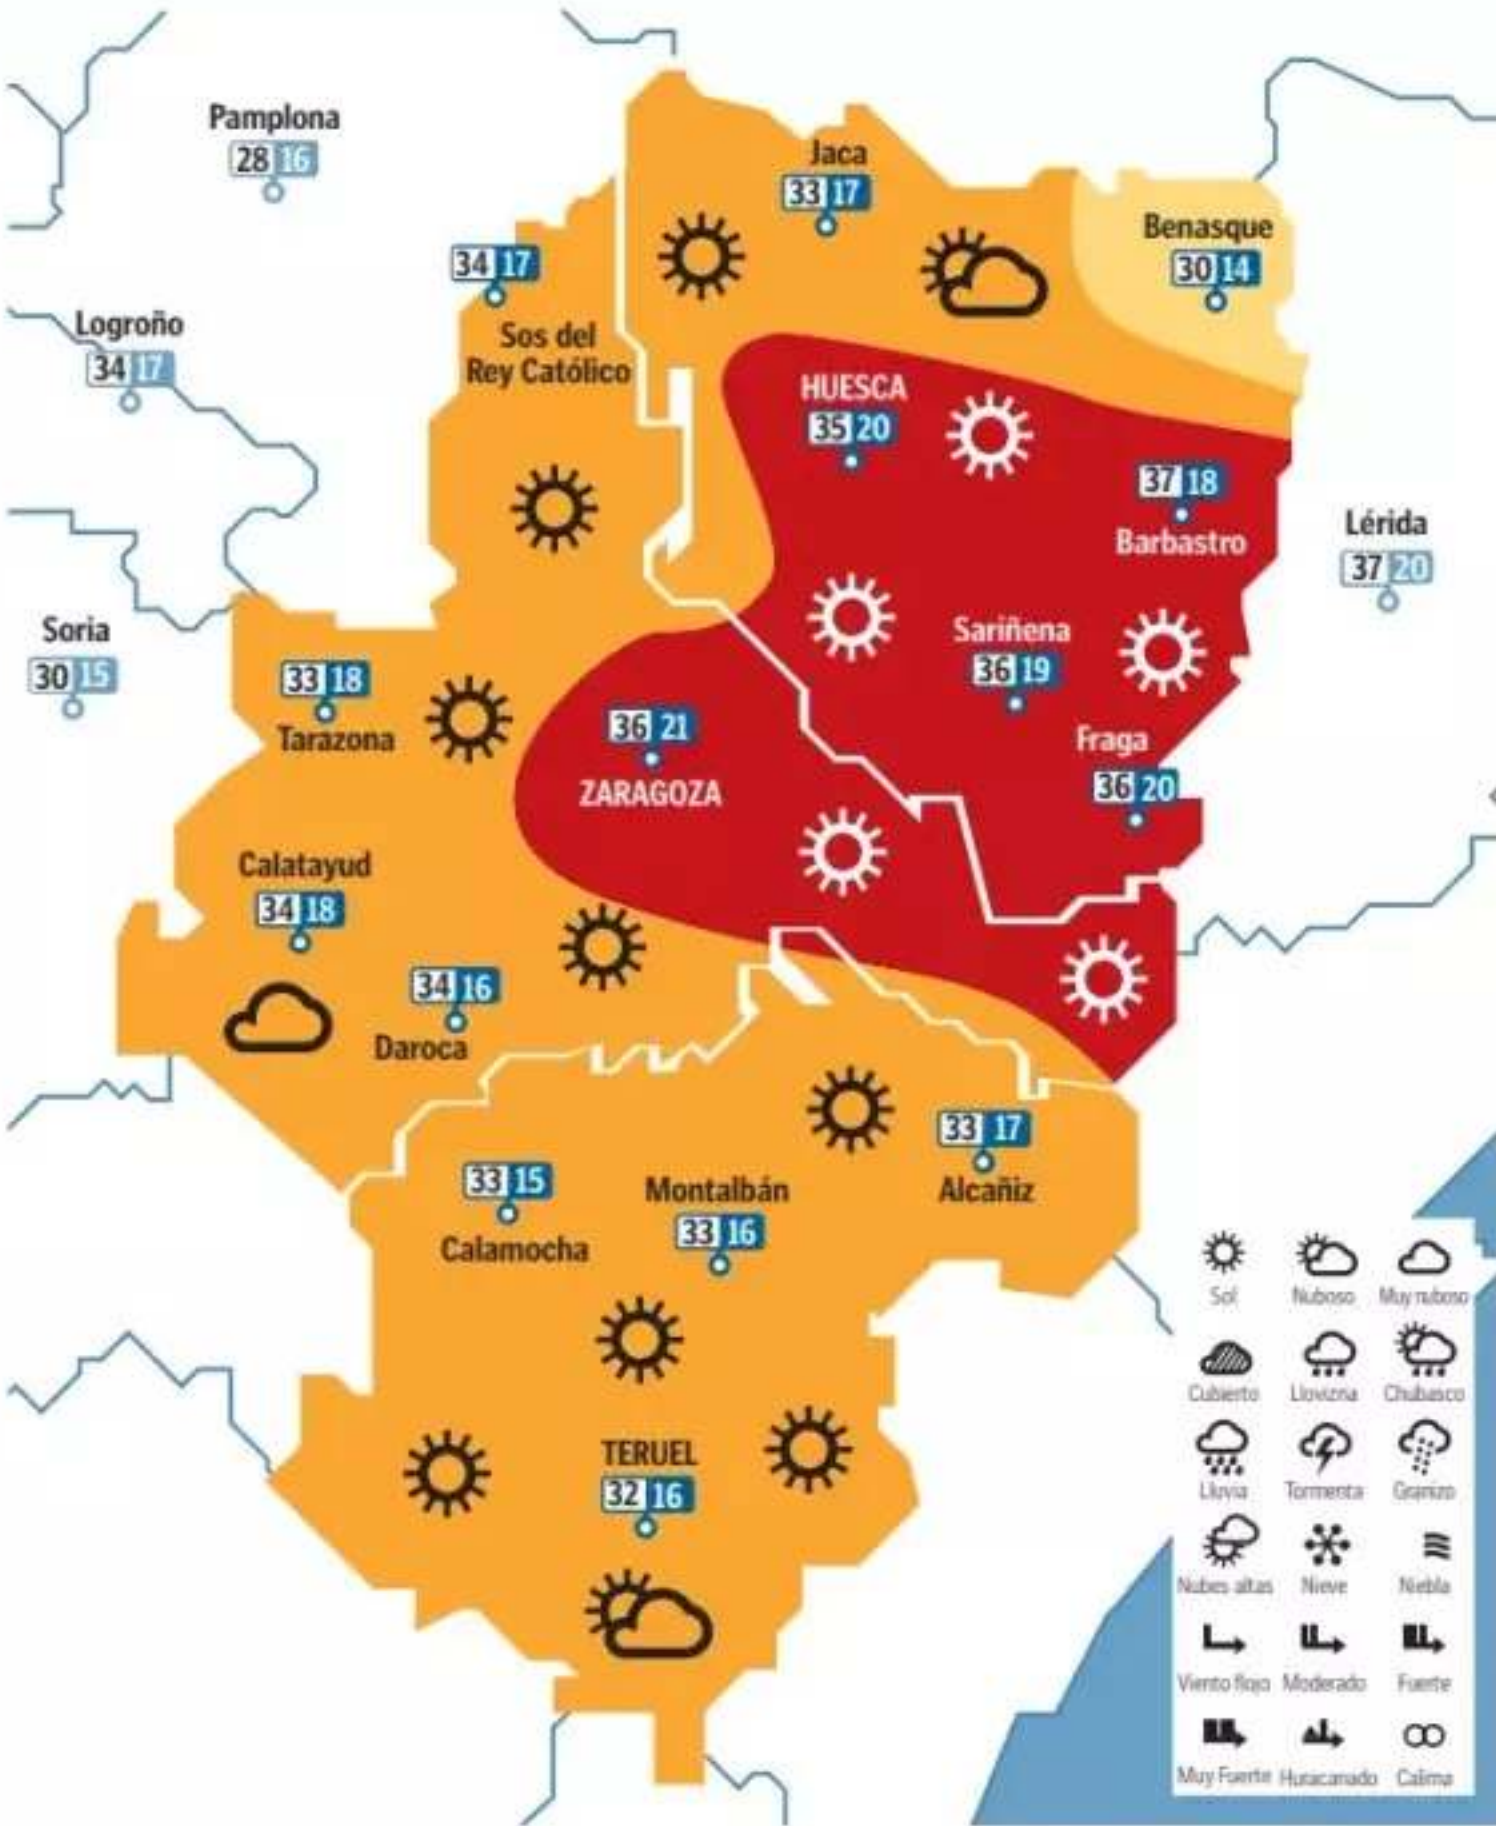 Pamplona
28 16
Jaca
33 17
Benasque
30 14
34 17
Sos del
Rey Católico
Logroño
34 17
HUESCA
35 20
37 18
Barbastro
Lérida
37 20
Soria
30 15
Sariñena
36 19
33 18
Tarazona
36 21
ZARAGOZA
Fraga
36 20
Calatayud
34 18
34 16
Daroca
33 17
Alcañiz
33 15
Calamocha
Montalbán
33 16
TERUEL
32 16
Sol Nuboso Muy nuboso
Cubierto Llovizna Chubasco
Lluvia Tormenta Granizo
Nubes altas Nieve Niebla
Viento flojo Moderado Fuerte
Muy Fuerte Huracanado Calima